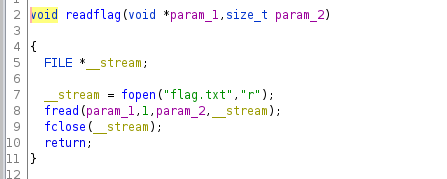 2 void readflag(void *param_1,size_t param_2)
3
4 {
5 FILE *__stream;
6
7 __stream = fopen("flag.txt","r");
8 fread(param_1,1,param_2,__stream);
9 fclose(__stream);
10 return;
11 }
12